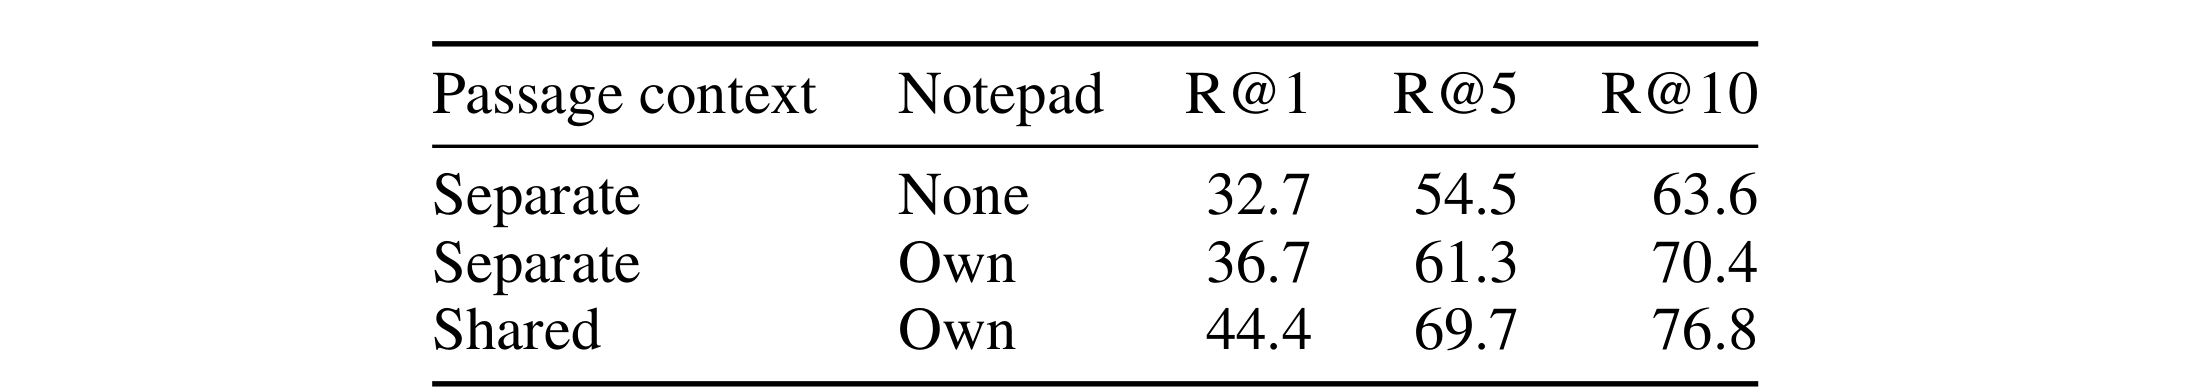 Passage context Notepad R@1 R@5 R@10
Separate None 32.7 54.5 63.6
Separate Own 36.7 61.3 70.4
Shared Own 44.4 69.7 76.8